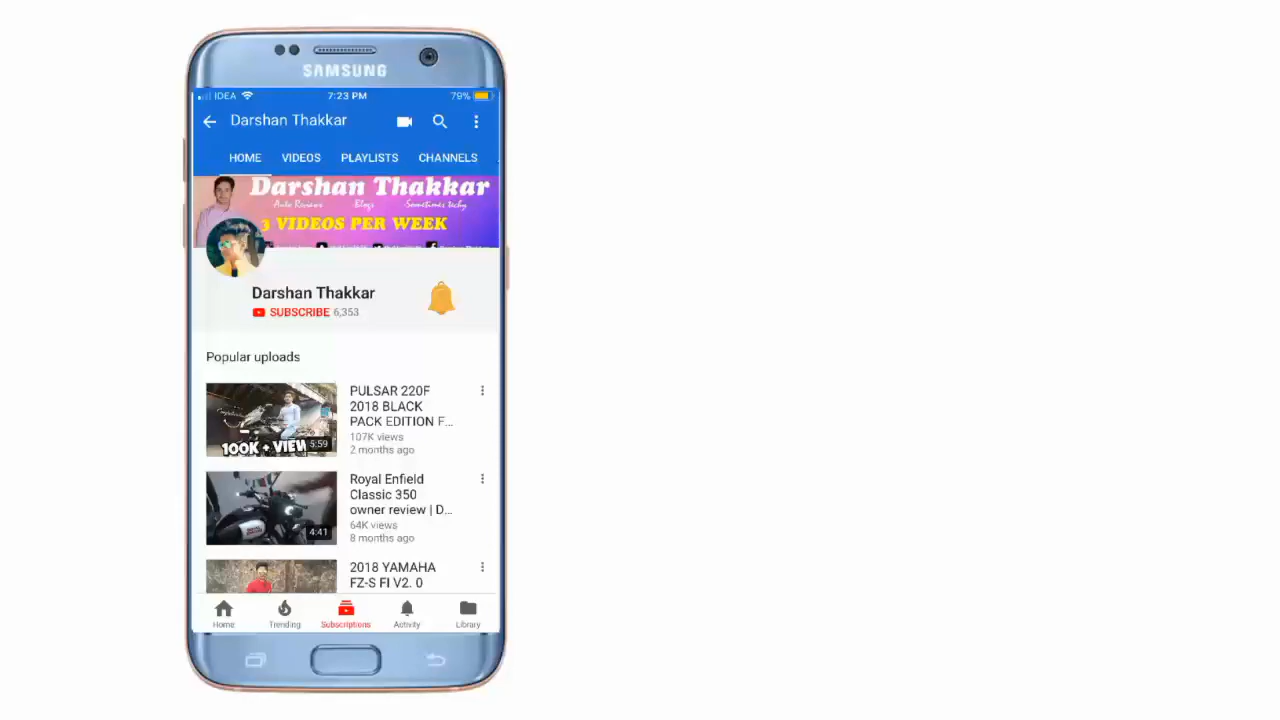 SAMSUNG
IDEA 7:23 PM 79%
Darshan Thakkar
HOME VIDEOS PLAYLISTS CHANNELS
Darshan Thakkar
Auto Reviews Blogs Sometimes techy
3 VIDEOS PER WEEK
Darshan Thakkar
SUBSCRIBE 6,353
Popular uploads
PULSAR 220F
2018 BLACK
PACK EDITION F...
107K views
2 months ago
100K + VIEW 5:59
Royal Enfield
Classic 350
owner review | D...
64K views
8 months ago
4:41
2018 YAMAHA
FZ-S FI V2. 0
Home Trending Subscriptions Activity Library